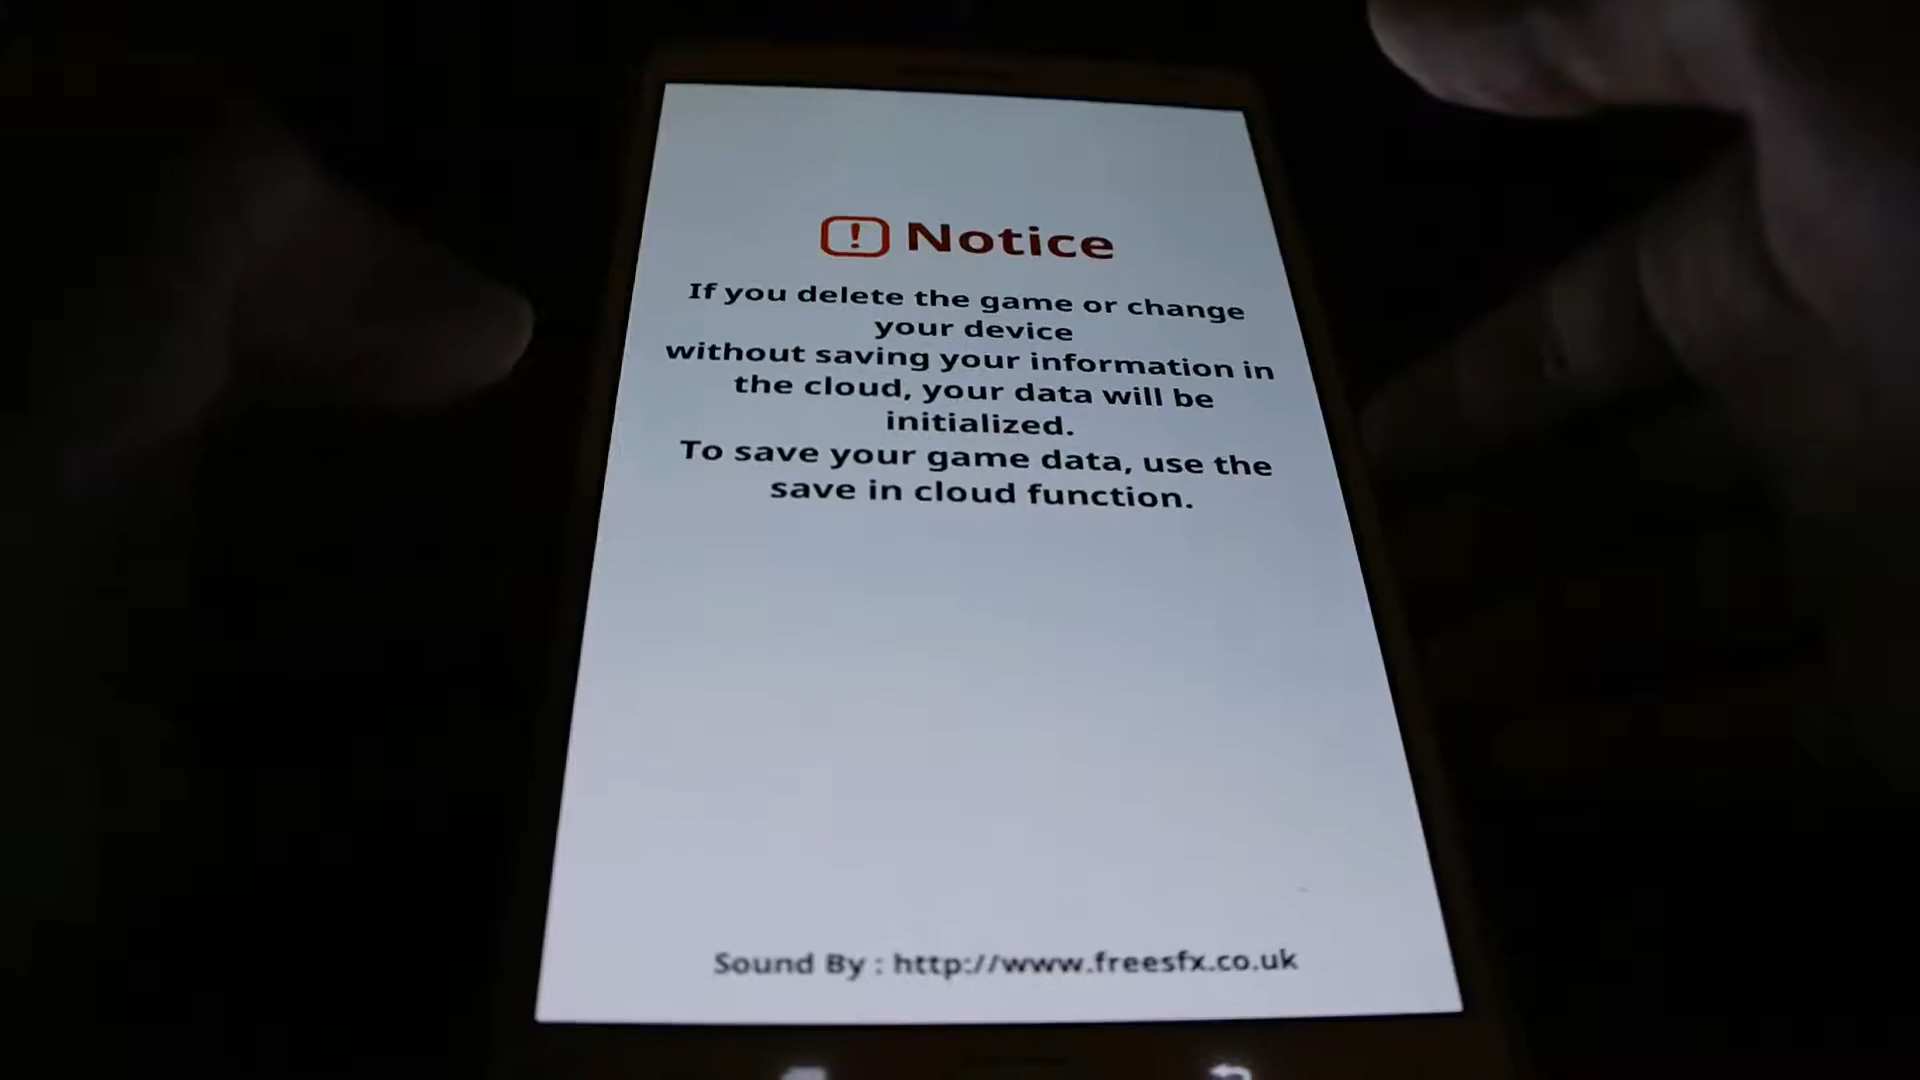 ! Notice
If you delete the game or change
your device
without saving your information in
the cloud, your data will be
initialized.
To save your game data, use the
save in cloud function.
Sound By : http://www.freesfx.co.uk